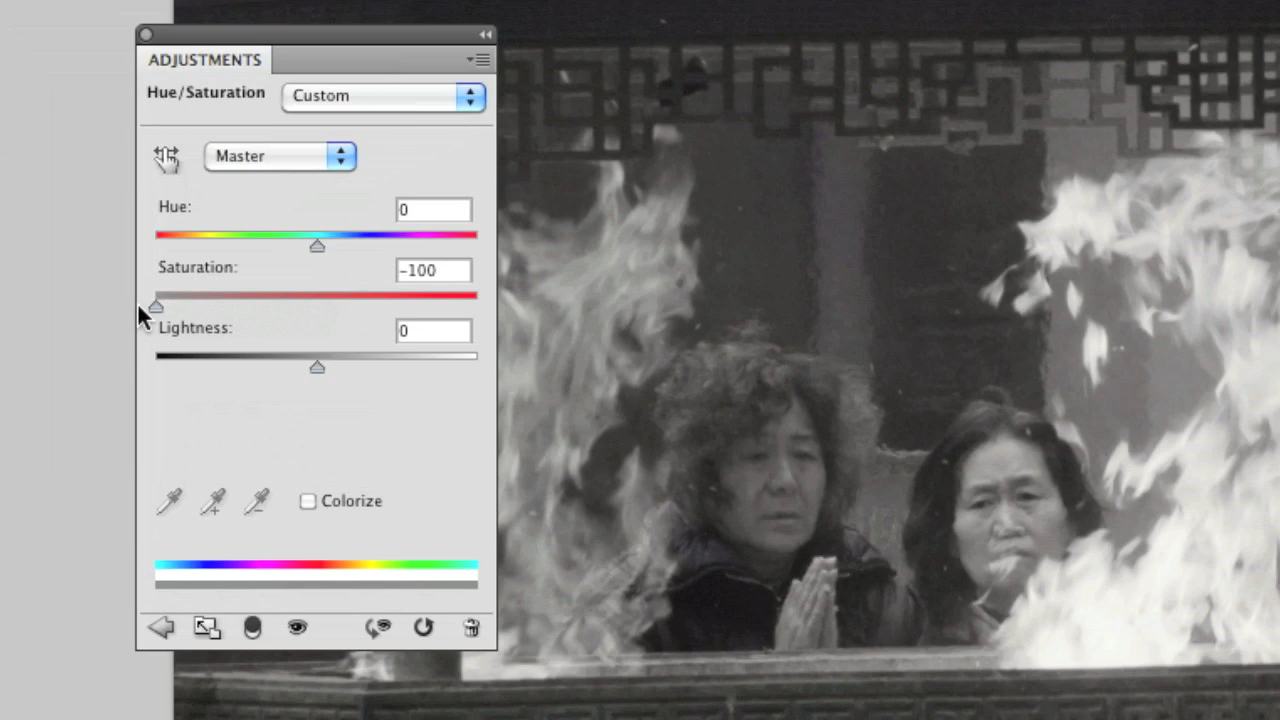 ADJUSTMENTS
Hue/Saturation Custom
Master
Hue: 0
Saturation: -100
Lightness: 0
Colorize